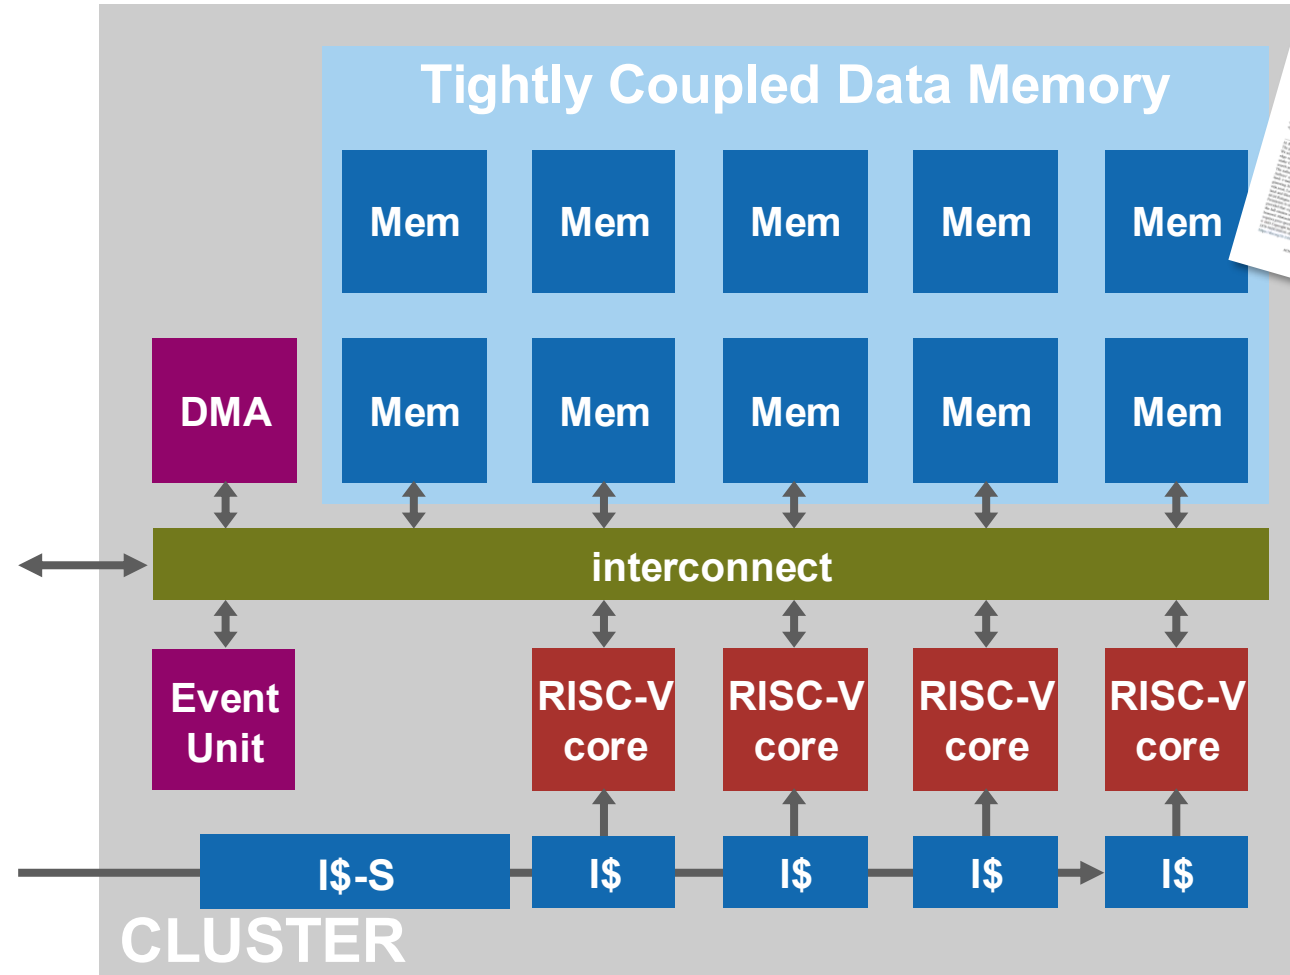 Tightly Coupled Data Memory
Mem
Mem
Mem
Mem
Mem
DMA
Mem
Mem
Mem
Mem
Mem
interconnect
Event
Unit
RISC-V
core
RISC-V
core
RISC-V
core
RISC-V
core
I$-S
I$
I$
I$
I$
CLUSTER